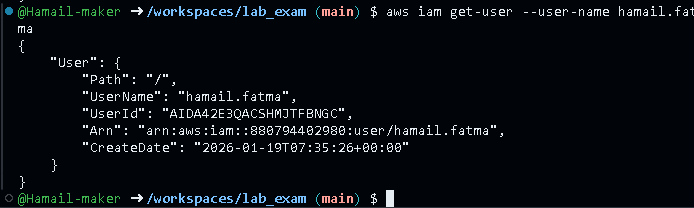 @Hamail-maker ➜ /workspaces/lab_exam (main) $ aws iam get-user --user-name hamail.fat
ma
{
    "User": {
        "Path": "/",
        "UserName": "hamail.fatma",
        "UserId": "AIDA42E3QACSHMJTFBNGC",
        "Arn": "arn:aws:iam::880794402980:user/hamail.fatma",
        "CreateDate": "2026-01-19T07:35:26+00:00"
    }
}
@Hamail-maker ➜ /workspaces/lab_exam (main) $